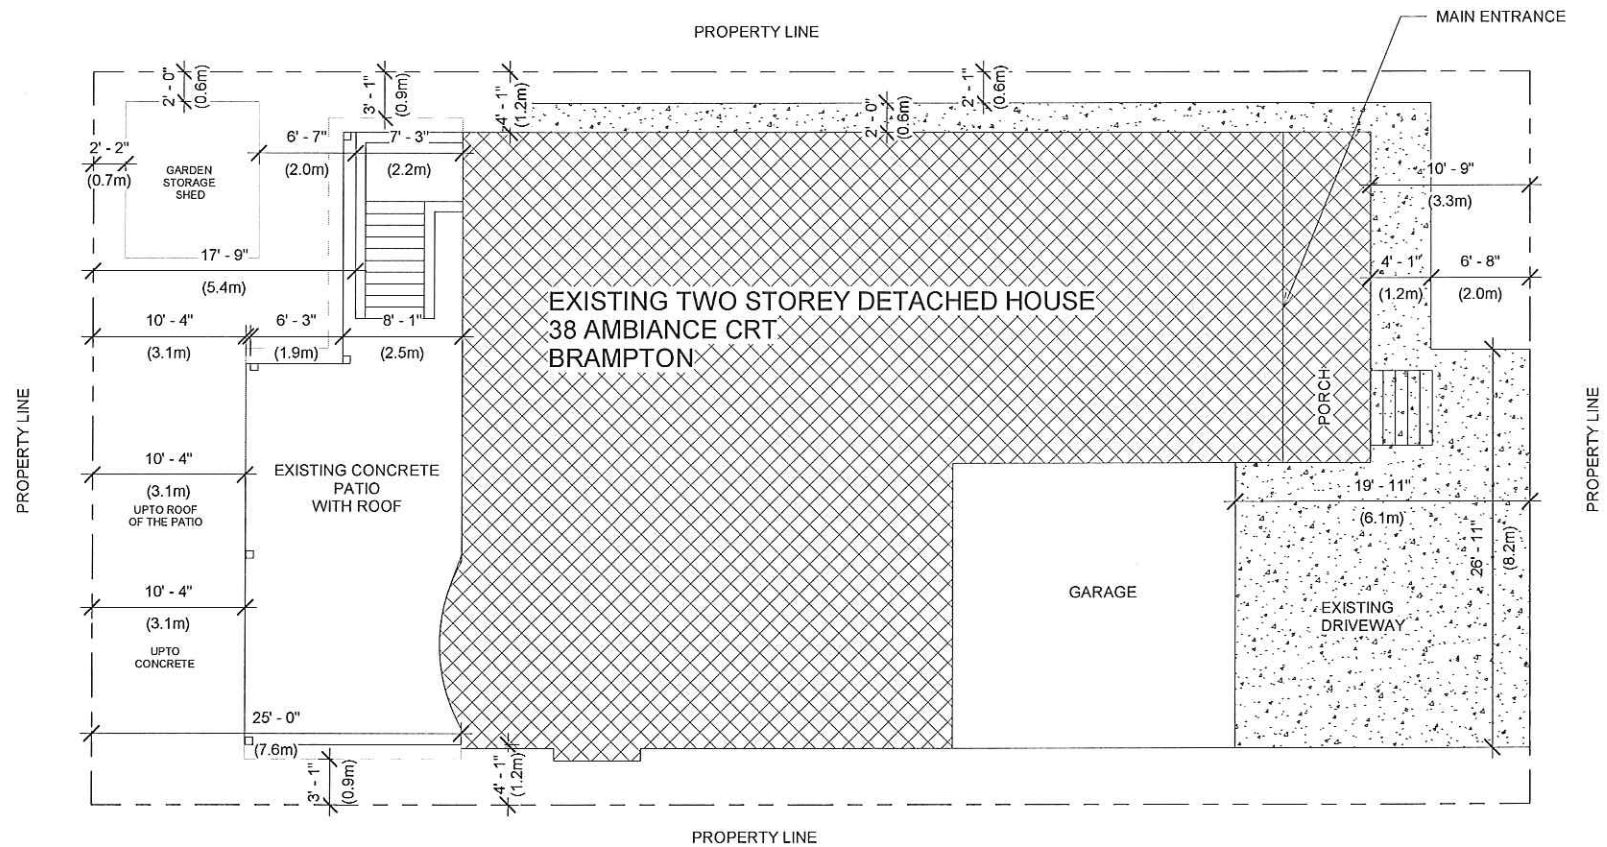 MAIN ENTRANCE
PROPERTY LINE
2' - 0"
(0.6m)
3' - 1"
(0.9m)
4' - 1"
(1.2m)
2' - 1"
(0.6m)
2' - 0"
(0.6m)
6' - 7"
(2.0m)
7' - 3"
(2.2m)
2' - 2"
(0.7m)
GARDEN
STORAGE
SHED
10' - 9"
(3.3m)
17' - 9"
(5.4m)
4' - 1"
(1.2m)
6' - 8"
(2.0m)
EXISTING TWO STOREY DETACHED HOUSE
38 AMBIANCE CRT
BRAMPTON
10' - 4"
(3.1m)
6' - 3"
(1.9m)
8' - 1"
(2.5m)
PORCH
PROPERTY LINE
PROPERTY LINE
10' - 4"
(3.1m)
UPTO ROOF
OF THE PATIO
EXISTING CONCRETE
PATIO
WITH ROOF
19' - 11"
(6.1m)
26' - 11"
(8.2m)
GARAGE
EXISTING
DRIVEWAY
10' - 4"
(3.1m)
UPTO
CONCRETE
25' - 0"
(7.6m)
3' - 1"
(0.9m)
4' - 1"
(1.2m)
PROPERTY LINE